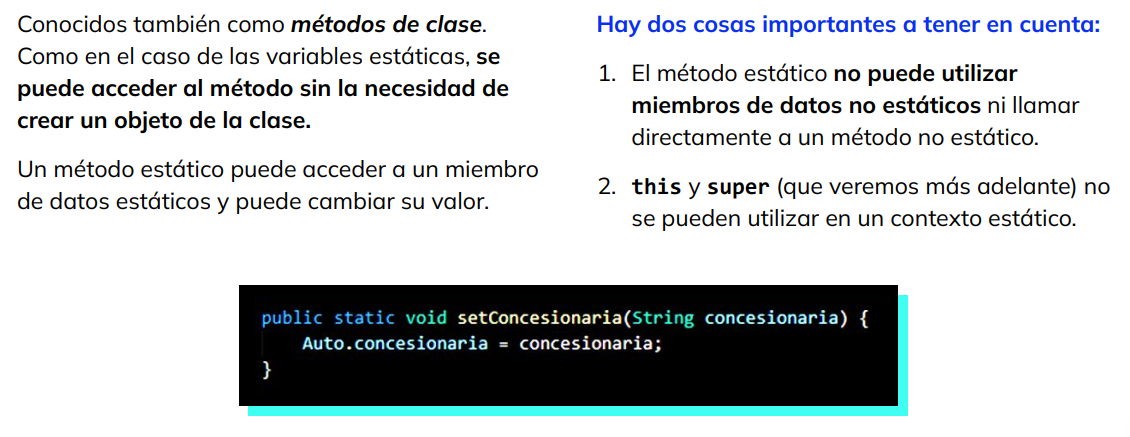 Conocidos también como métodos de clase.
Como en el caso de las variables estáticas, se
puede acceder al método sin la necesidad de
crear un objeto de la clase.
Un método estático puede acceder a un miembro
de datos estáticos y puede cambiar su valor.
Hay dos cosas importantes a tener en cuenta:
1. El método estático no puede utilizar
miembros de datos no estáticos ni llamar
directamente a un método no estático.
2. this y super (que veremos más adelante) no
se pueden utilizar en un contexto estático.
public static void setConcesionaria(String concesionaria) {
    Auto.concesionaria = concesionaria;
}